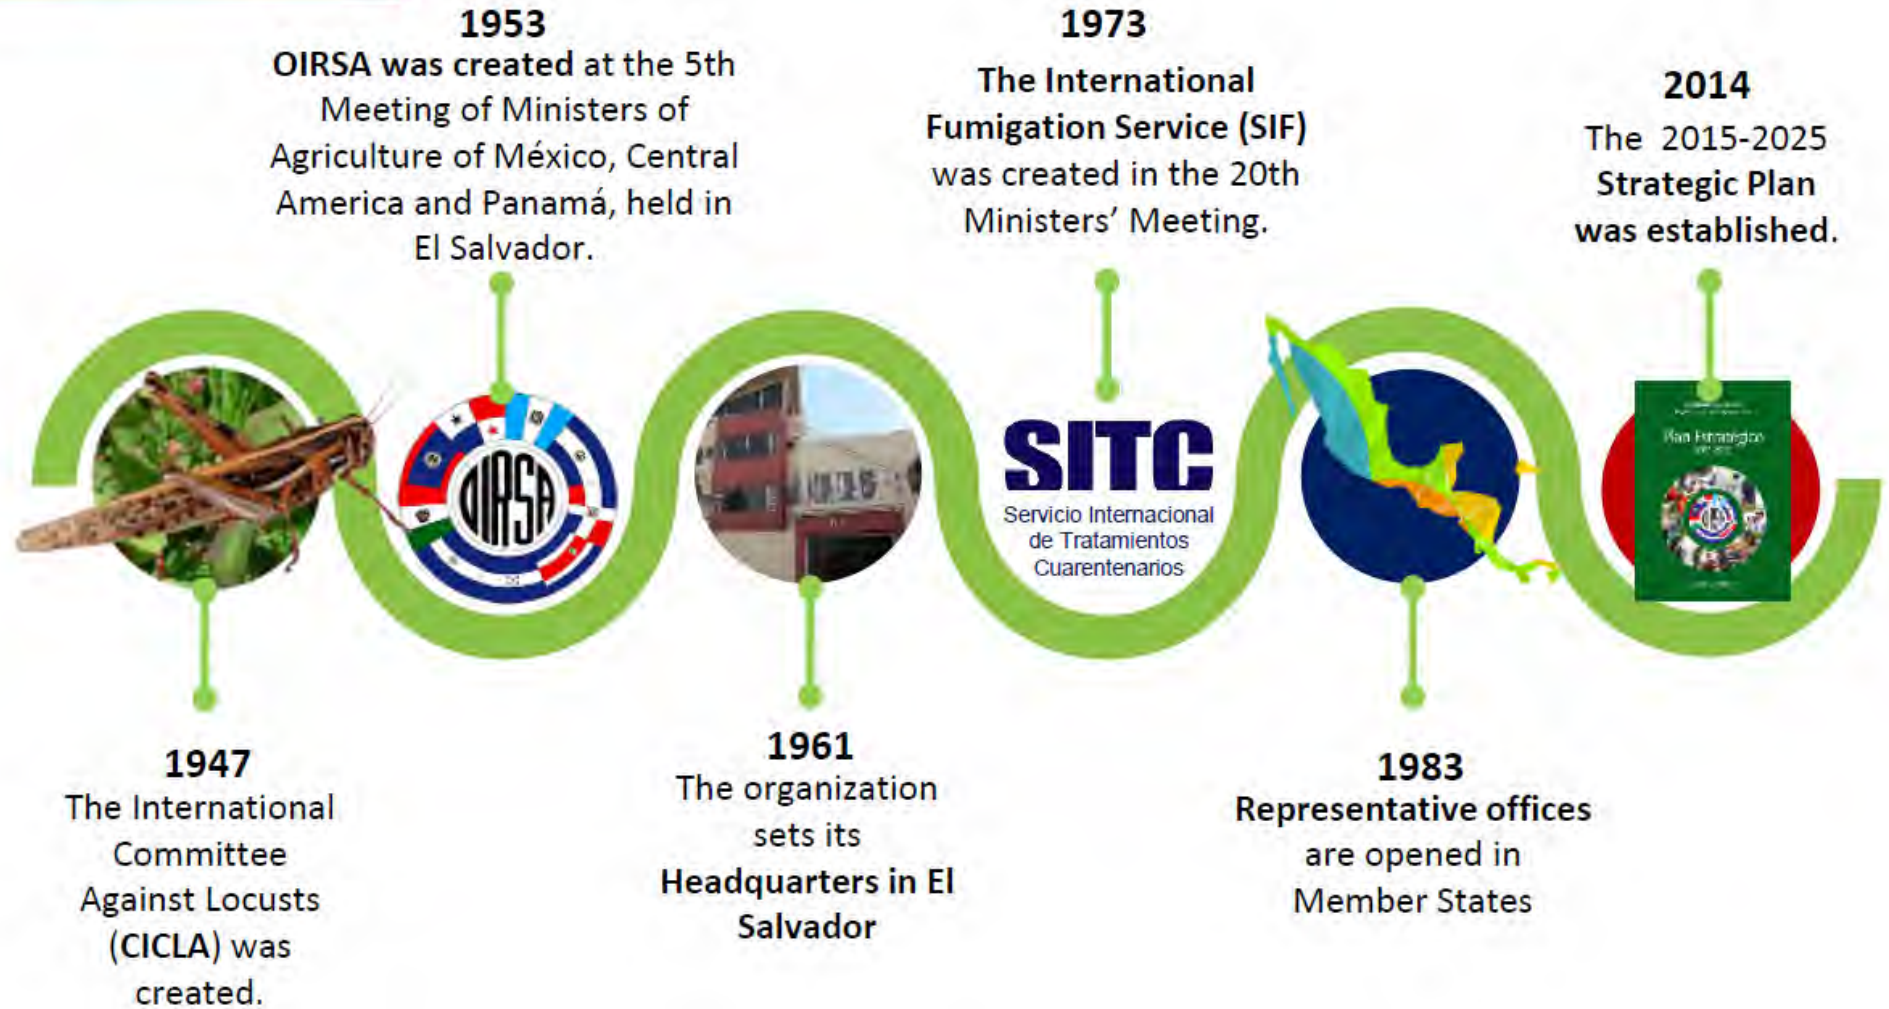 1953
OIRSA was created at the 5th
Meeting of Ministers of
Agriculture of México, Central
America and Panamá, held in
El Salvador.
1973
The International
Fumigation Service (SIF)
was created in the 20th
Ministers’ Meeting.
2014
The 2015-2025
Strategic Plan
was established.
OIRSA
SITC
Servicio Internacional
de Tratamientos
Cuarentenarios
Plan Estratégico
1947
The International
Committee
Against Locusts
(CICLA) was
created.
1961
The organization
sets its
Headquarters in El
Salvador
1983
Representative offices
are opened in
Member States